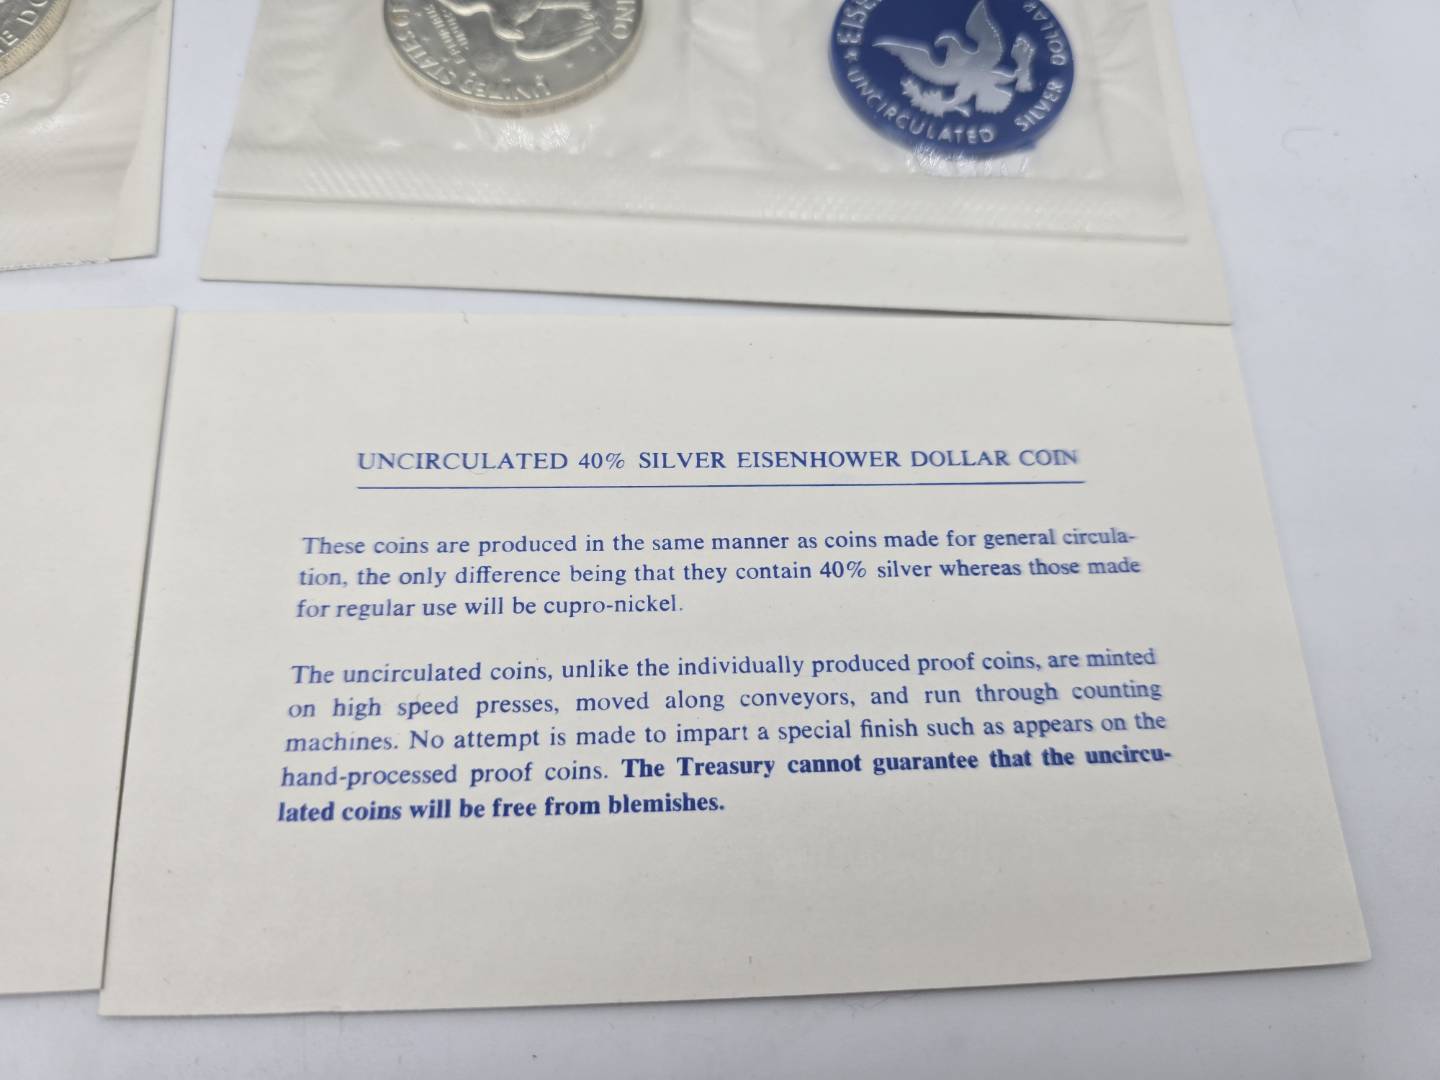 E DO
UNITED STATES
UNCIRCULATED SILVER DOLLAR
UNCIRCULATED 40% SILVER EISENHOWER DOLLAR COIN
These coins are produced in the same manner as coins made for general circula-
tion, the only difference being that they contain 40% silver whereas those made
for regular use will be cupro-nickel.
The uncirculated coins, unlike the individually produced proof coins, are minted
on high speed presses, moved along conveyors, and run through counting
machines. No attempt is made to impart a special finish such as appears on the
hand-processed proof coins. The Treasury cannot guarantee that the uncircu-
lated coins will be free from blemishes.